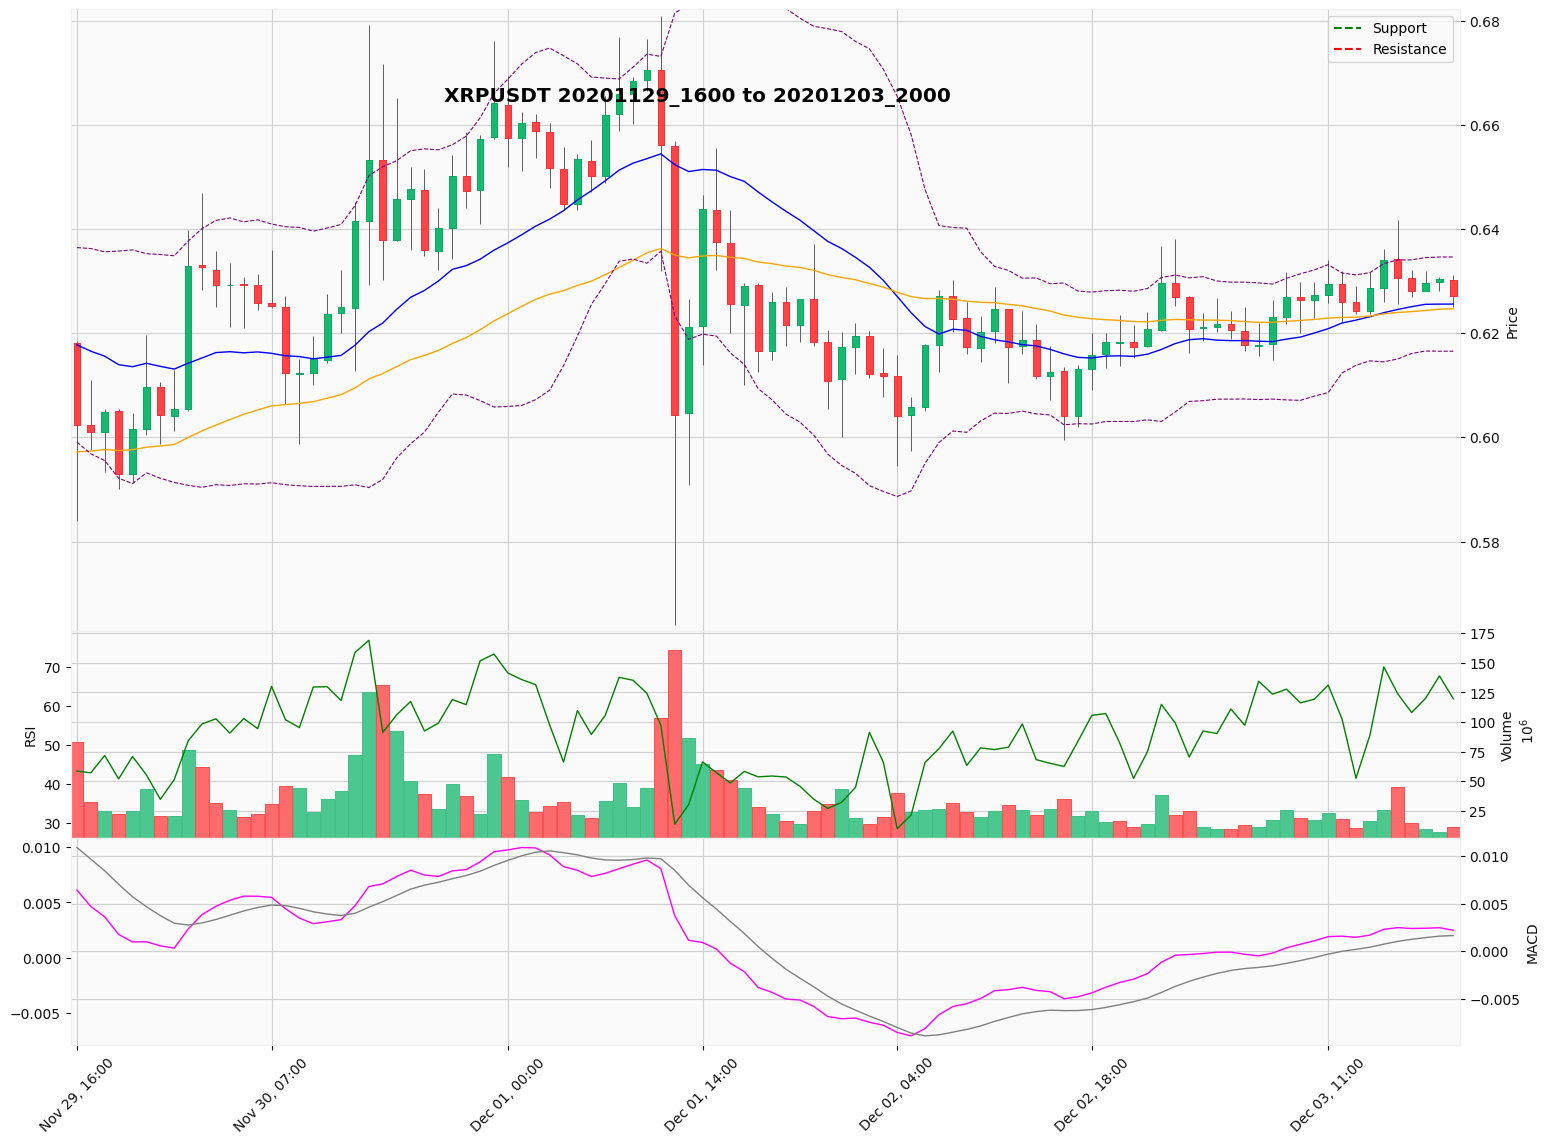 XRPUSDT 20201129_1600 to 20201203_2000
Support
Resistance
0.68
0.66
0.64
0.62
0.60
0.58
Price
70
60
50
40
30
RSI
175
150
125
100
75
50
25
Volume
10^6
0.010
0.005
0.000
−0.005
0.010
0.005
0.000
−0.005
MACD
Nov 29, 16:00
Nov 30, 07:00
Dec 01, 00:00
Dec 01, 14:00
Dec 02, 04:00
Dec 02, 18:00
Dec 03, 11:00